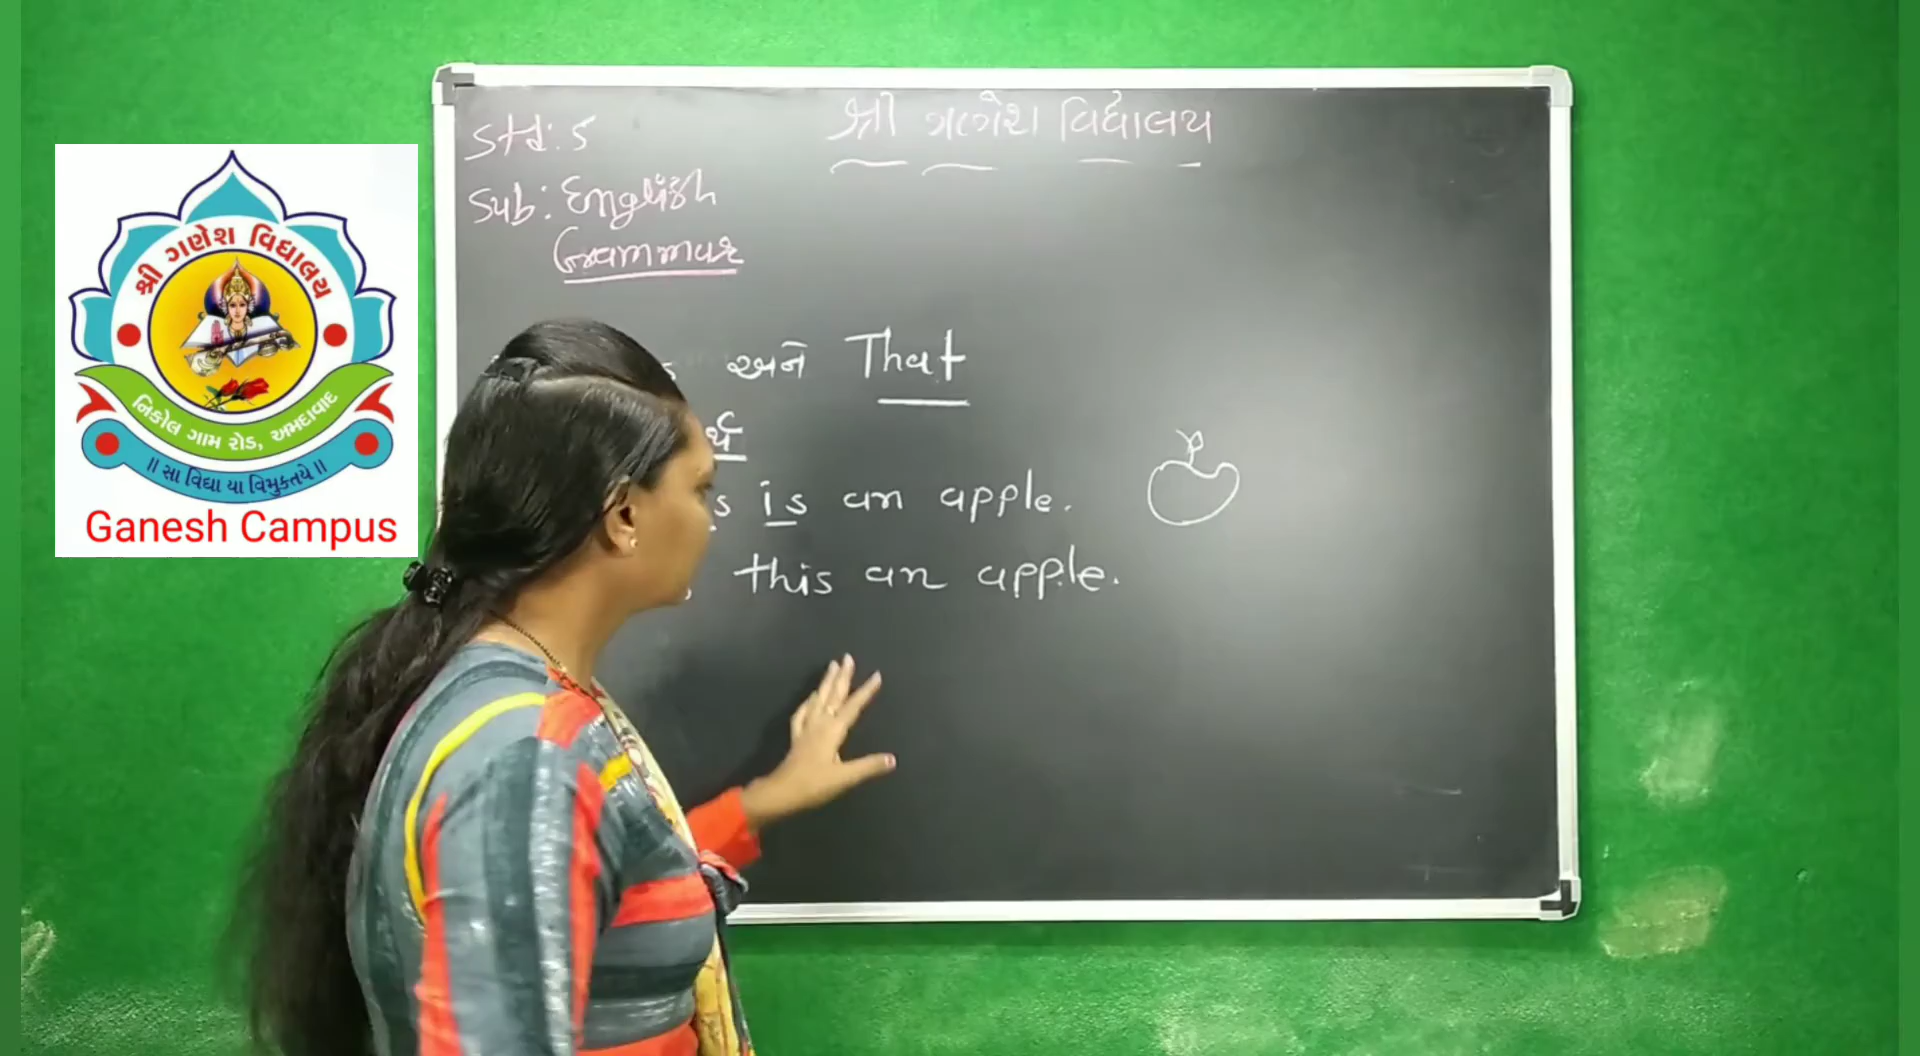 શ્રી ગણેશ વિદ્યાલય
નિકોલ ગામ રોડ, અમદાવાદ
॥ સા વિદ્યા યા વિમુક્તયે ॥
Ganesh Campus
શ્રી ગણેશ વિદ્યાલય
Std: 5
Sub: English
Grammar
અને That
is an apple.
this an apple.